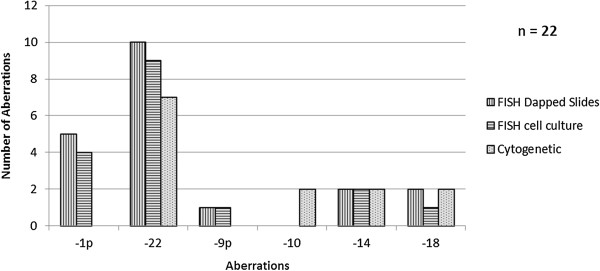 12
10
8
6
4
2
0
Number of Aberrations
-1p
-22
-9p
-10
-14
-18
Aberrations
n = 22
FISH Dapped Slides
FISH cell culture
Cytogenetic